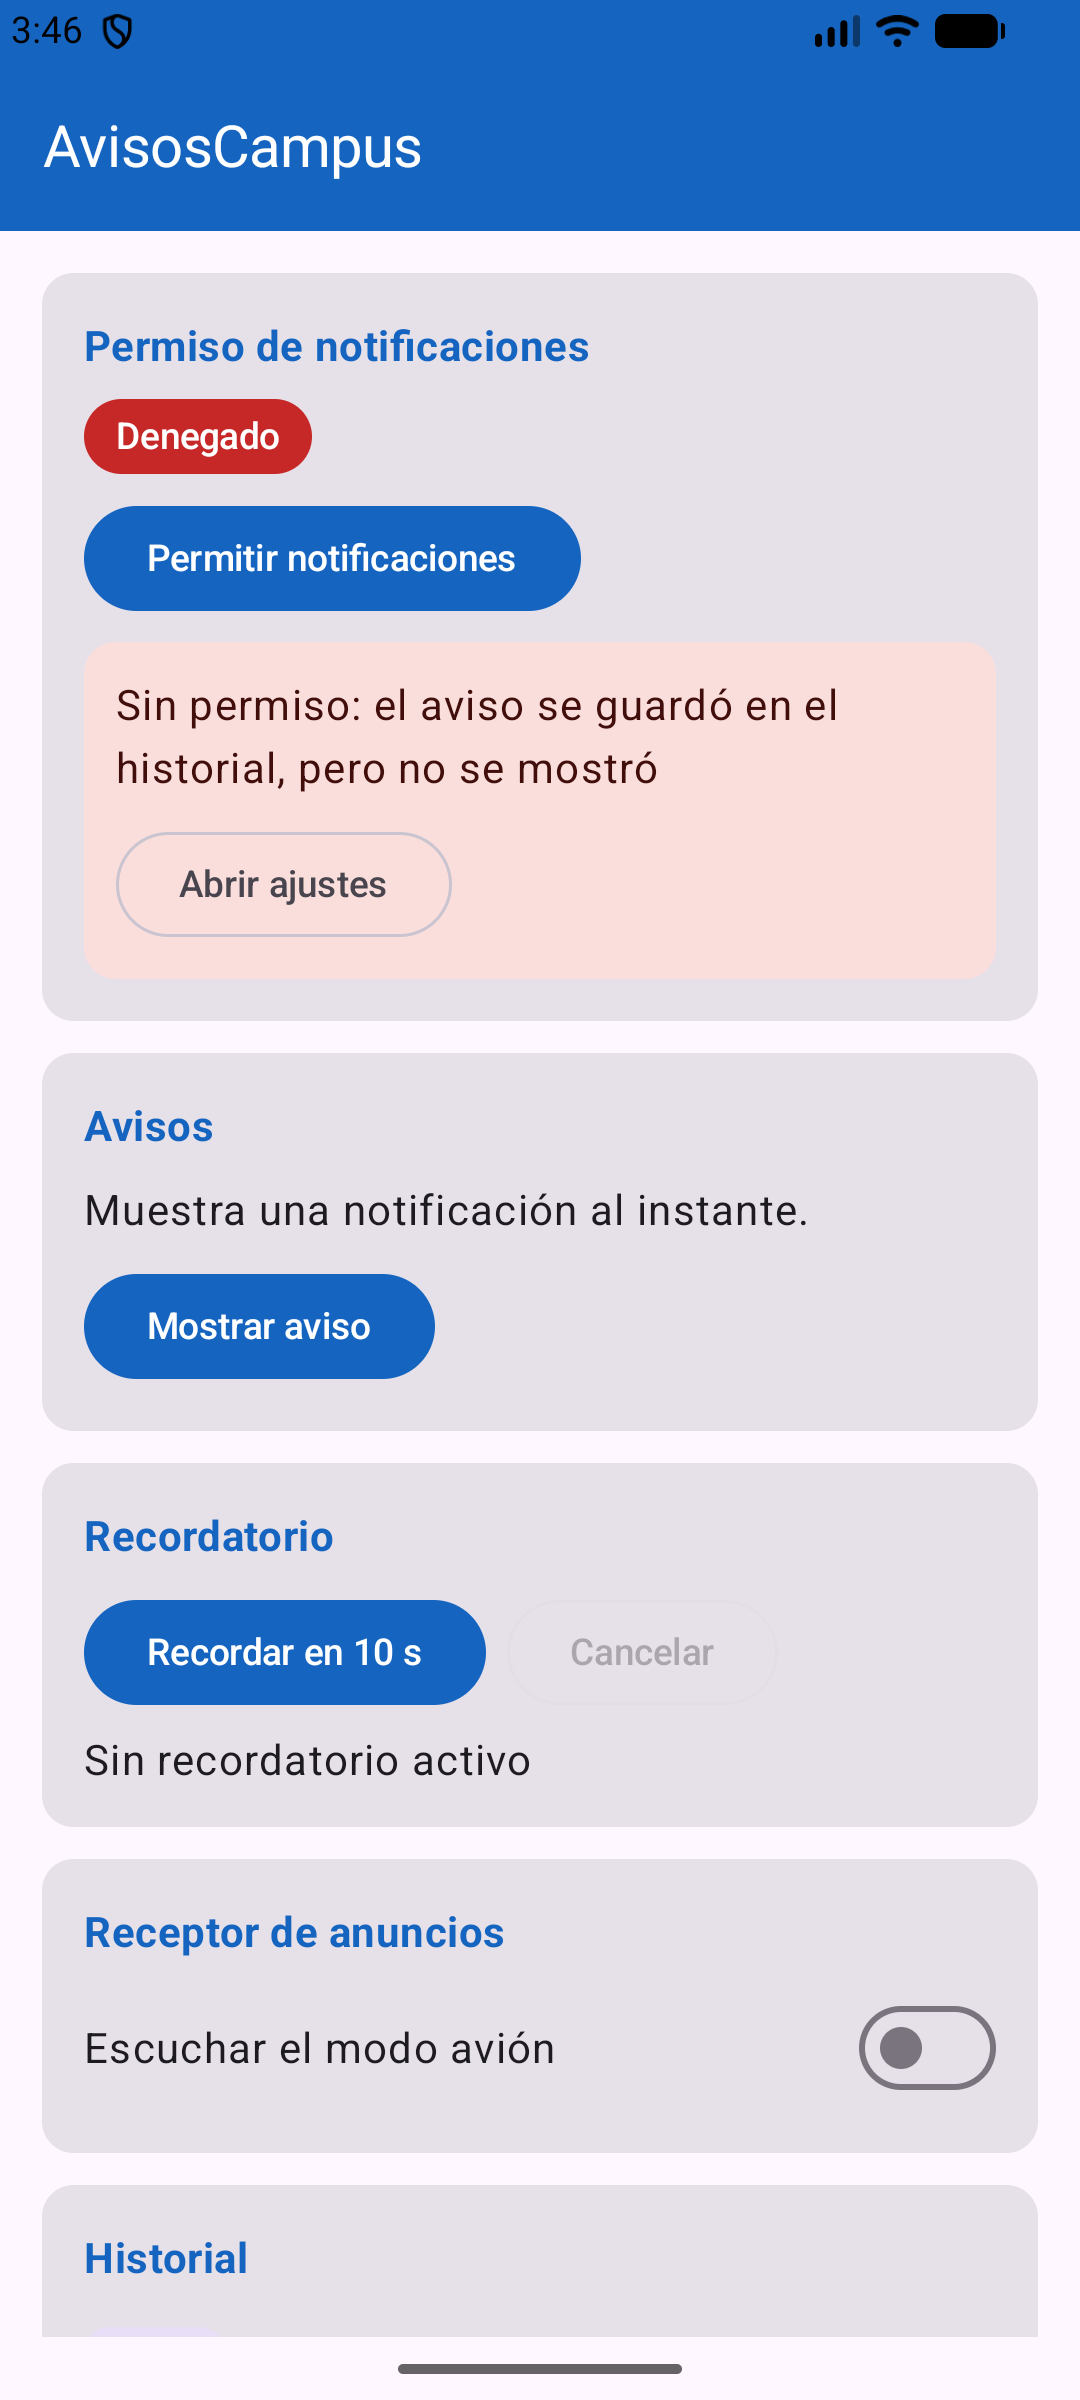 3:46
AvisosCampus
Permiso de notificaciones
Denegado
Permitir notificaciones
Sin permiso: el aviso se guardó en el
historial, pero no se mostró
Abrir ajustes
Avisos
Muestra una notificación al instante.
Mostrar aviso
Recordatorio
Recordar en 10 s
Cancelar
Sin recordatorio activo
Receptor de anuncios
Escuchar el modo avión
Historial